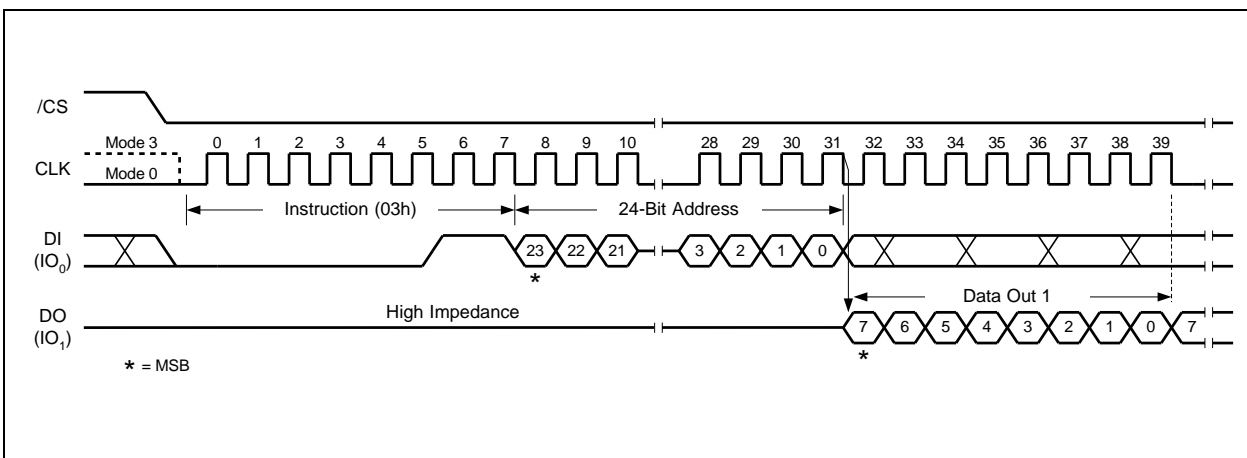 /CS
Mode 3 0 1 2 3 4 5 6 7 8 9 10 28 29 30 31 32 33 34 35 36 37 38 39
CLK
Mode 0
Instruction (03h) 24-Bit Address
DI
(IO0)
23 22 21 3 2 1 0
*
High Impedance Data Out 1
DO
(IO1)
7 6 5 4 3 2 1 0 7
*
* = MSB